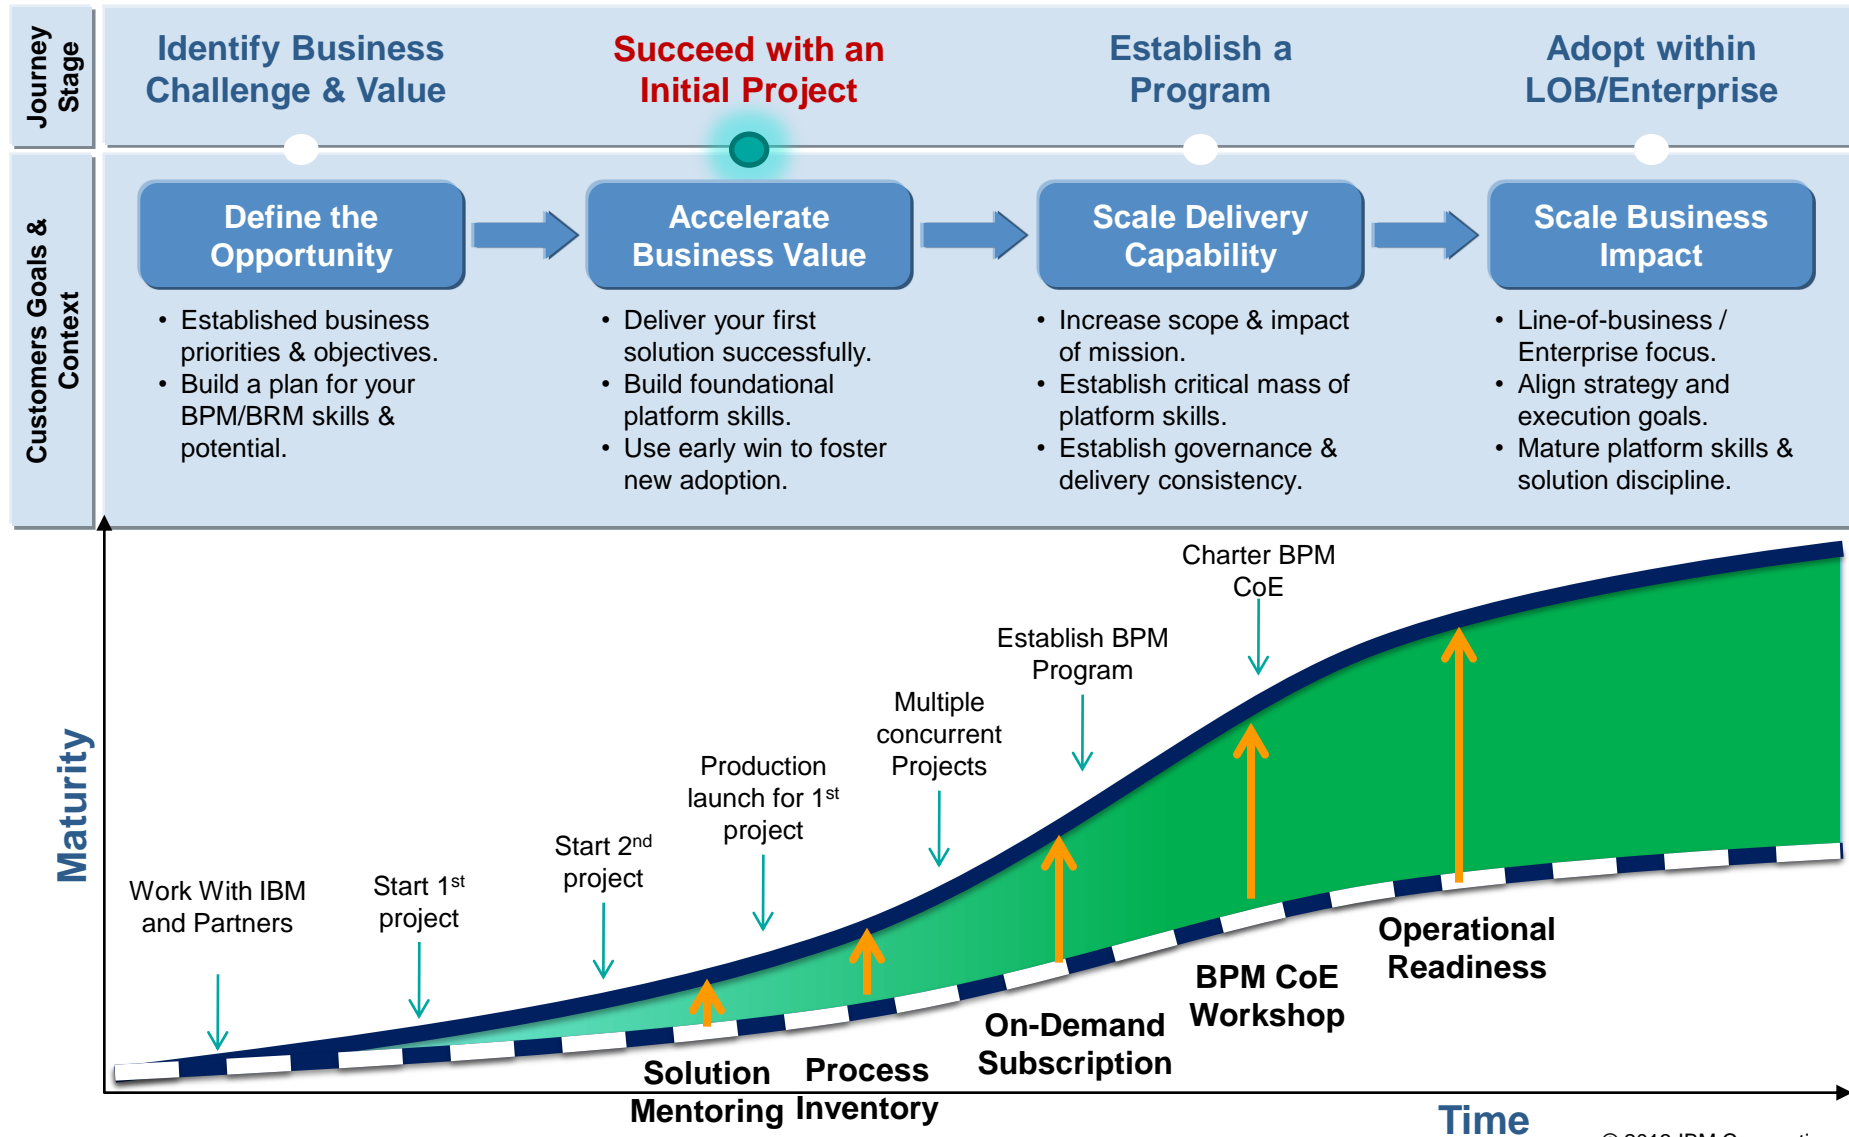 Journey
Stage
Identify Business
Challenge & Value
Succeed with an
Initial Project
Establish a
Program
Adopt within
LOB/Enterprise
Customers Goals &
Context
Define the
Opportunity
Accelerate
Business Value
Scale Delivery
Capability
Scale Business
Impact
• Established business
priorities & objectives.
• Build a plan for your
BPM/BRM skills &
potential.
• Deliver your first
solution successfully.
• Build foundational
platform skills.
• Use early win to foster
new adoption.
• Increase scope & impact
of mission.
• Establish critical mass of
platform skills.
• Establish governance &
delivery consistency.
• Line-of-business /
Enterprise focus.
• Align strategy and
execution goals.
• Mature platform skills &
solution discipline.
Maturity
Work With IBM
and Partners
Start 1st
project
Start 2nd
project
Production
launch for 1st
project
Multiple
concurrent
Projects
Establish BPM
Program
Charter BPM
CoE
Solution
Mentoring
Process
Inventory
On-Demand
Subscription
BPM CoE
Workshop
Operational
Readiness
Time
IBM